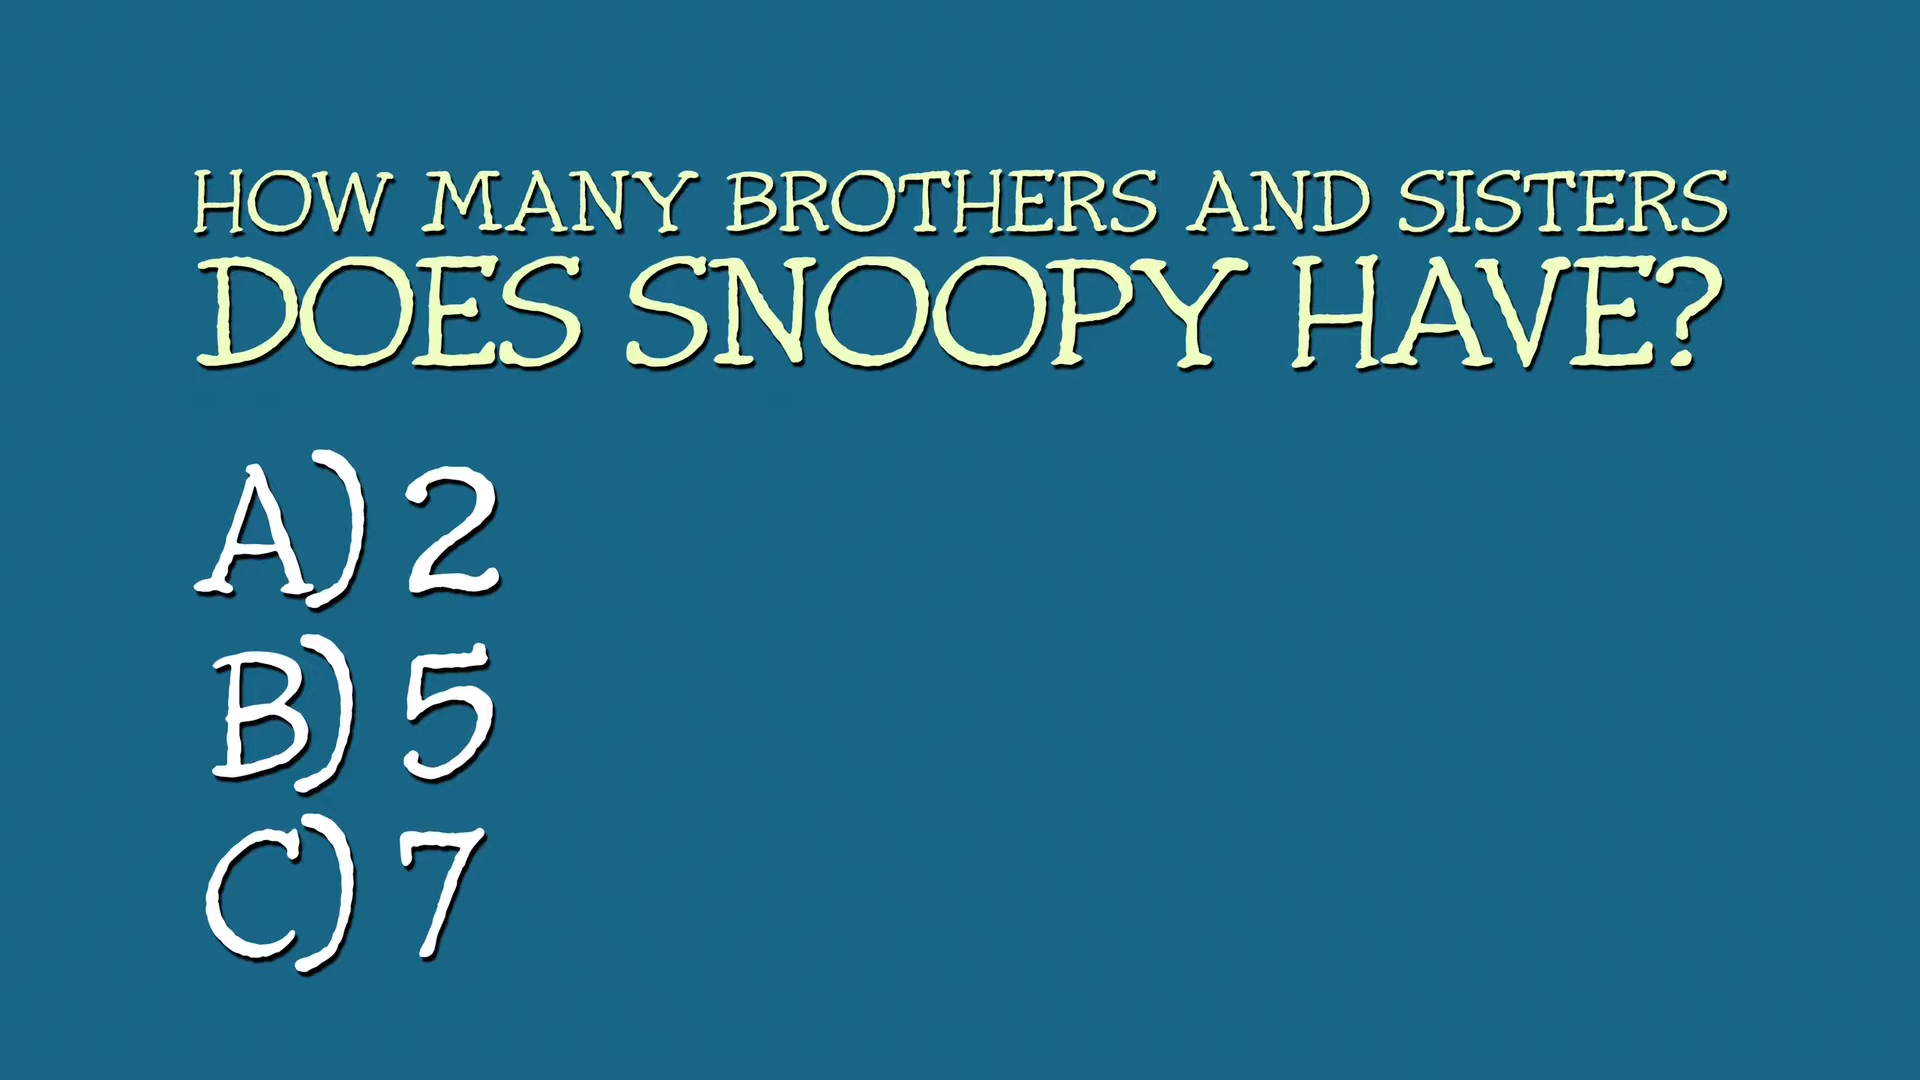 HOW MANY BROTHERS AND SISTERS
DOES SNOOPY HAVE?
A) 2
B) 5
C) 7